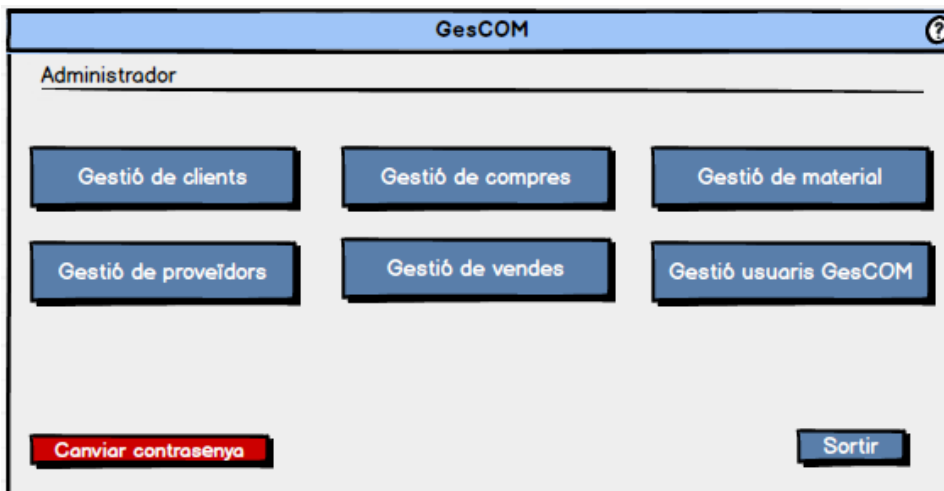 GesCOM
?
Administrador
Gestió de clients
Gestió de compres
Gestió de material
Gestió de proveïdors
Gestió de vendes
Gestió usuaris GesCOM
Canviar contrasenya
Sortir